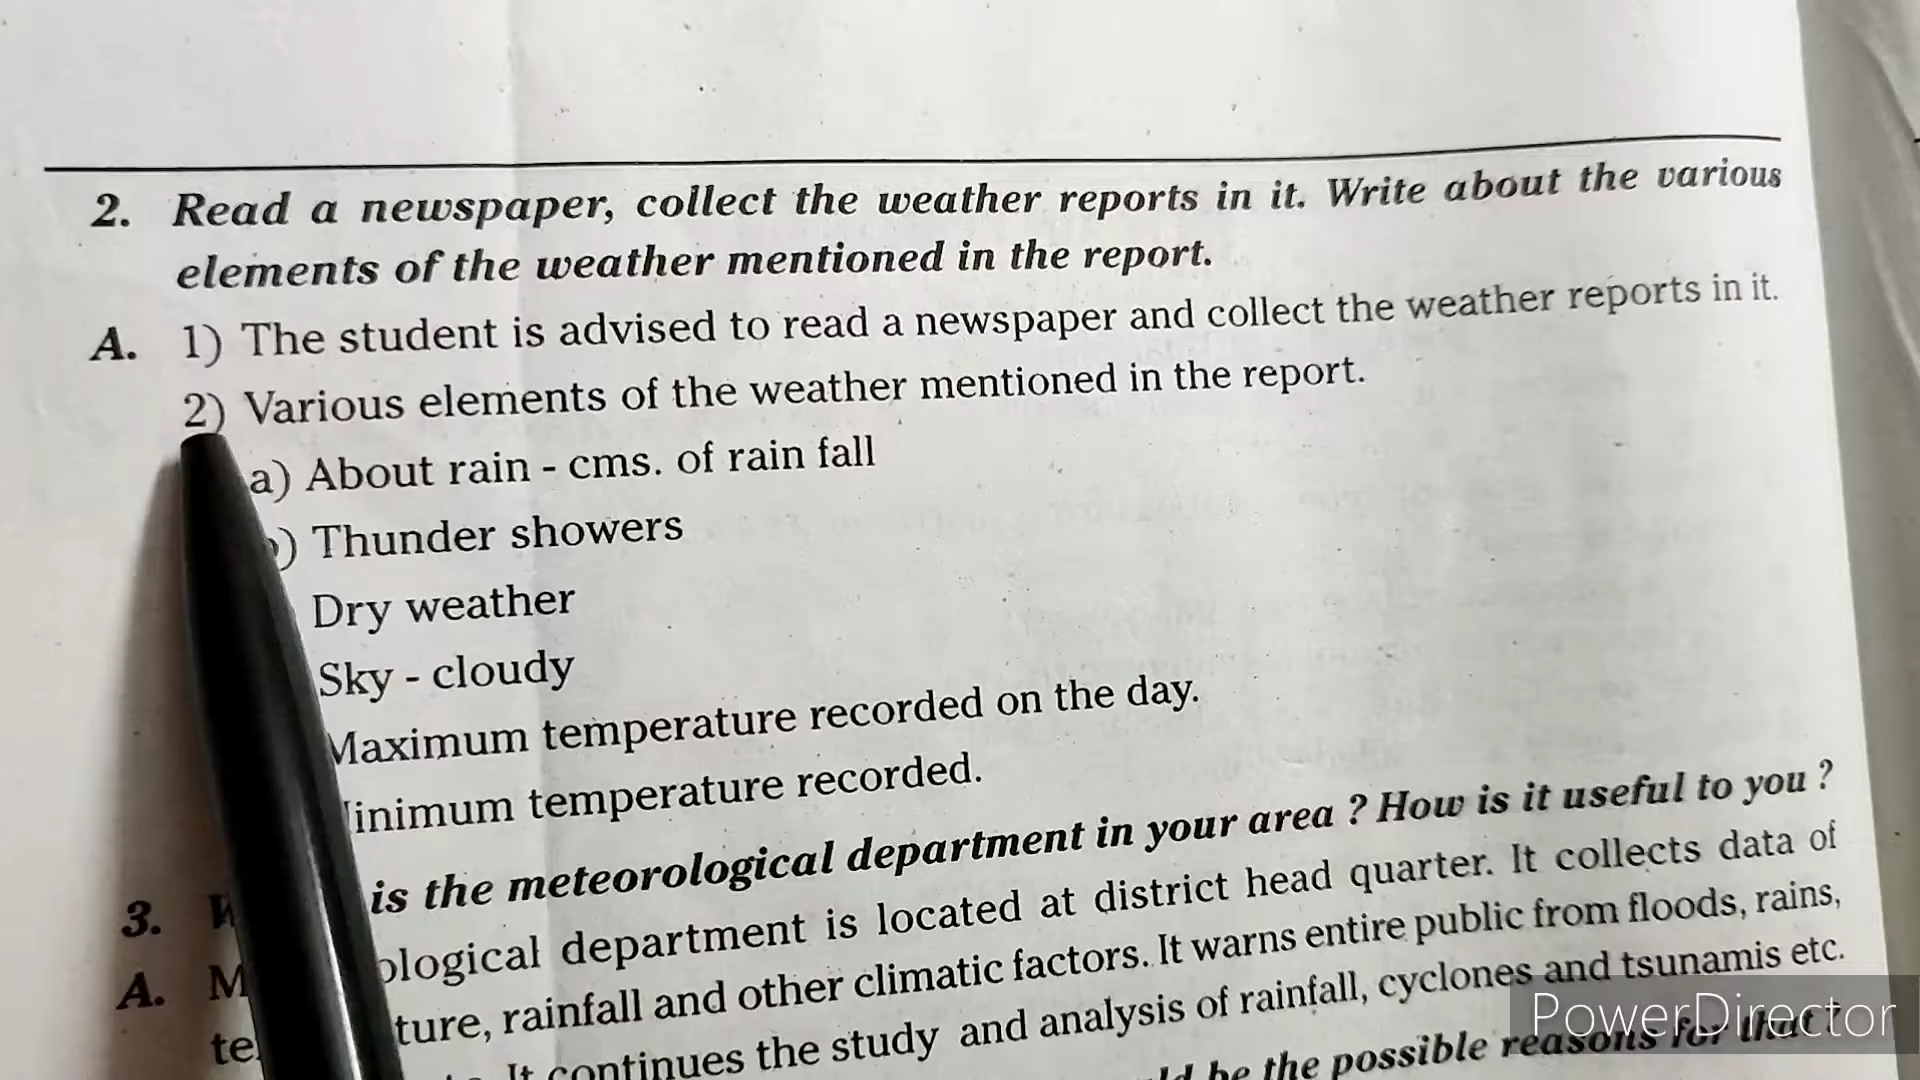 2. Read a newspaper, collect the weather reports in it. Write about the various
elements of the weather mentioned in the report.
A. 1) The student is advised to read a newspaper and collect the weather reports in it.
2) Various elements of the weather mentioned in the report.
a) About rain - cms. of rain fall
) Thunder showers
Dry weather
Sky - cloudy
Maximum temperature recorded on the day.
inimum temperature recorded.
3. is the meteorological department in your area ? How is it useful to you ?
A. M ological department is located at district head quarter. It collects data of
te ture, rainfall and other climatic factors. It warns entire public from floods, rains,
It continues the study and analysis of rainfall, cyclones and tsunamis etc.
ld be the possible reasons for that ?
PowerDirector